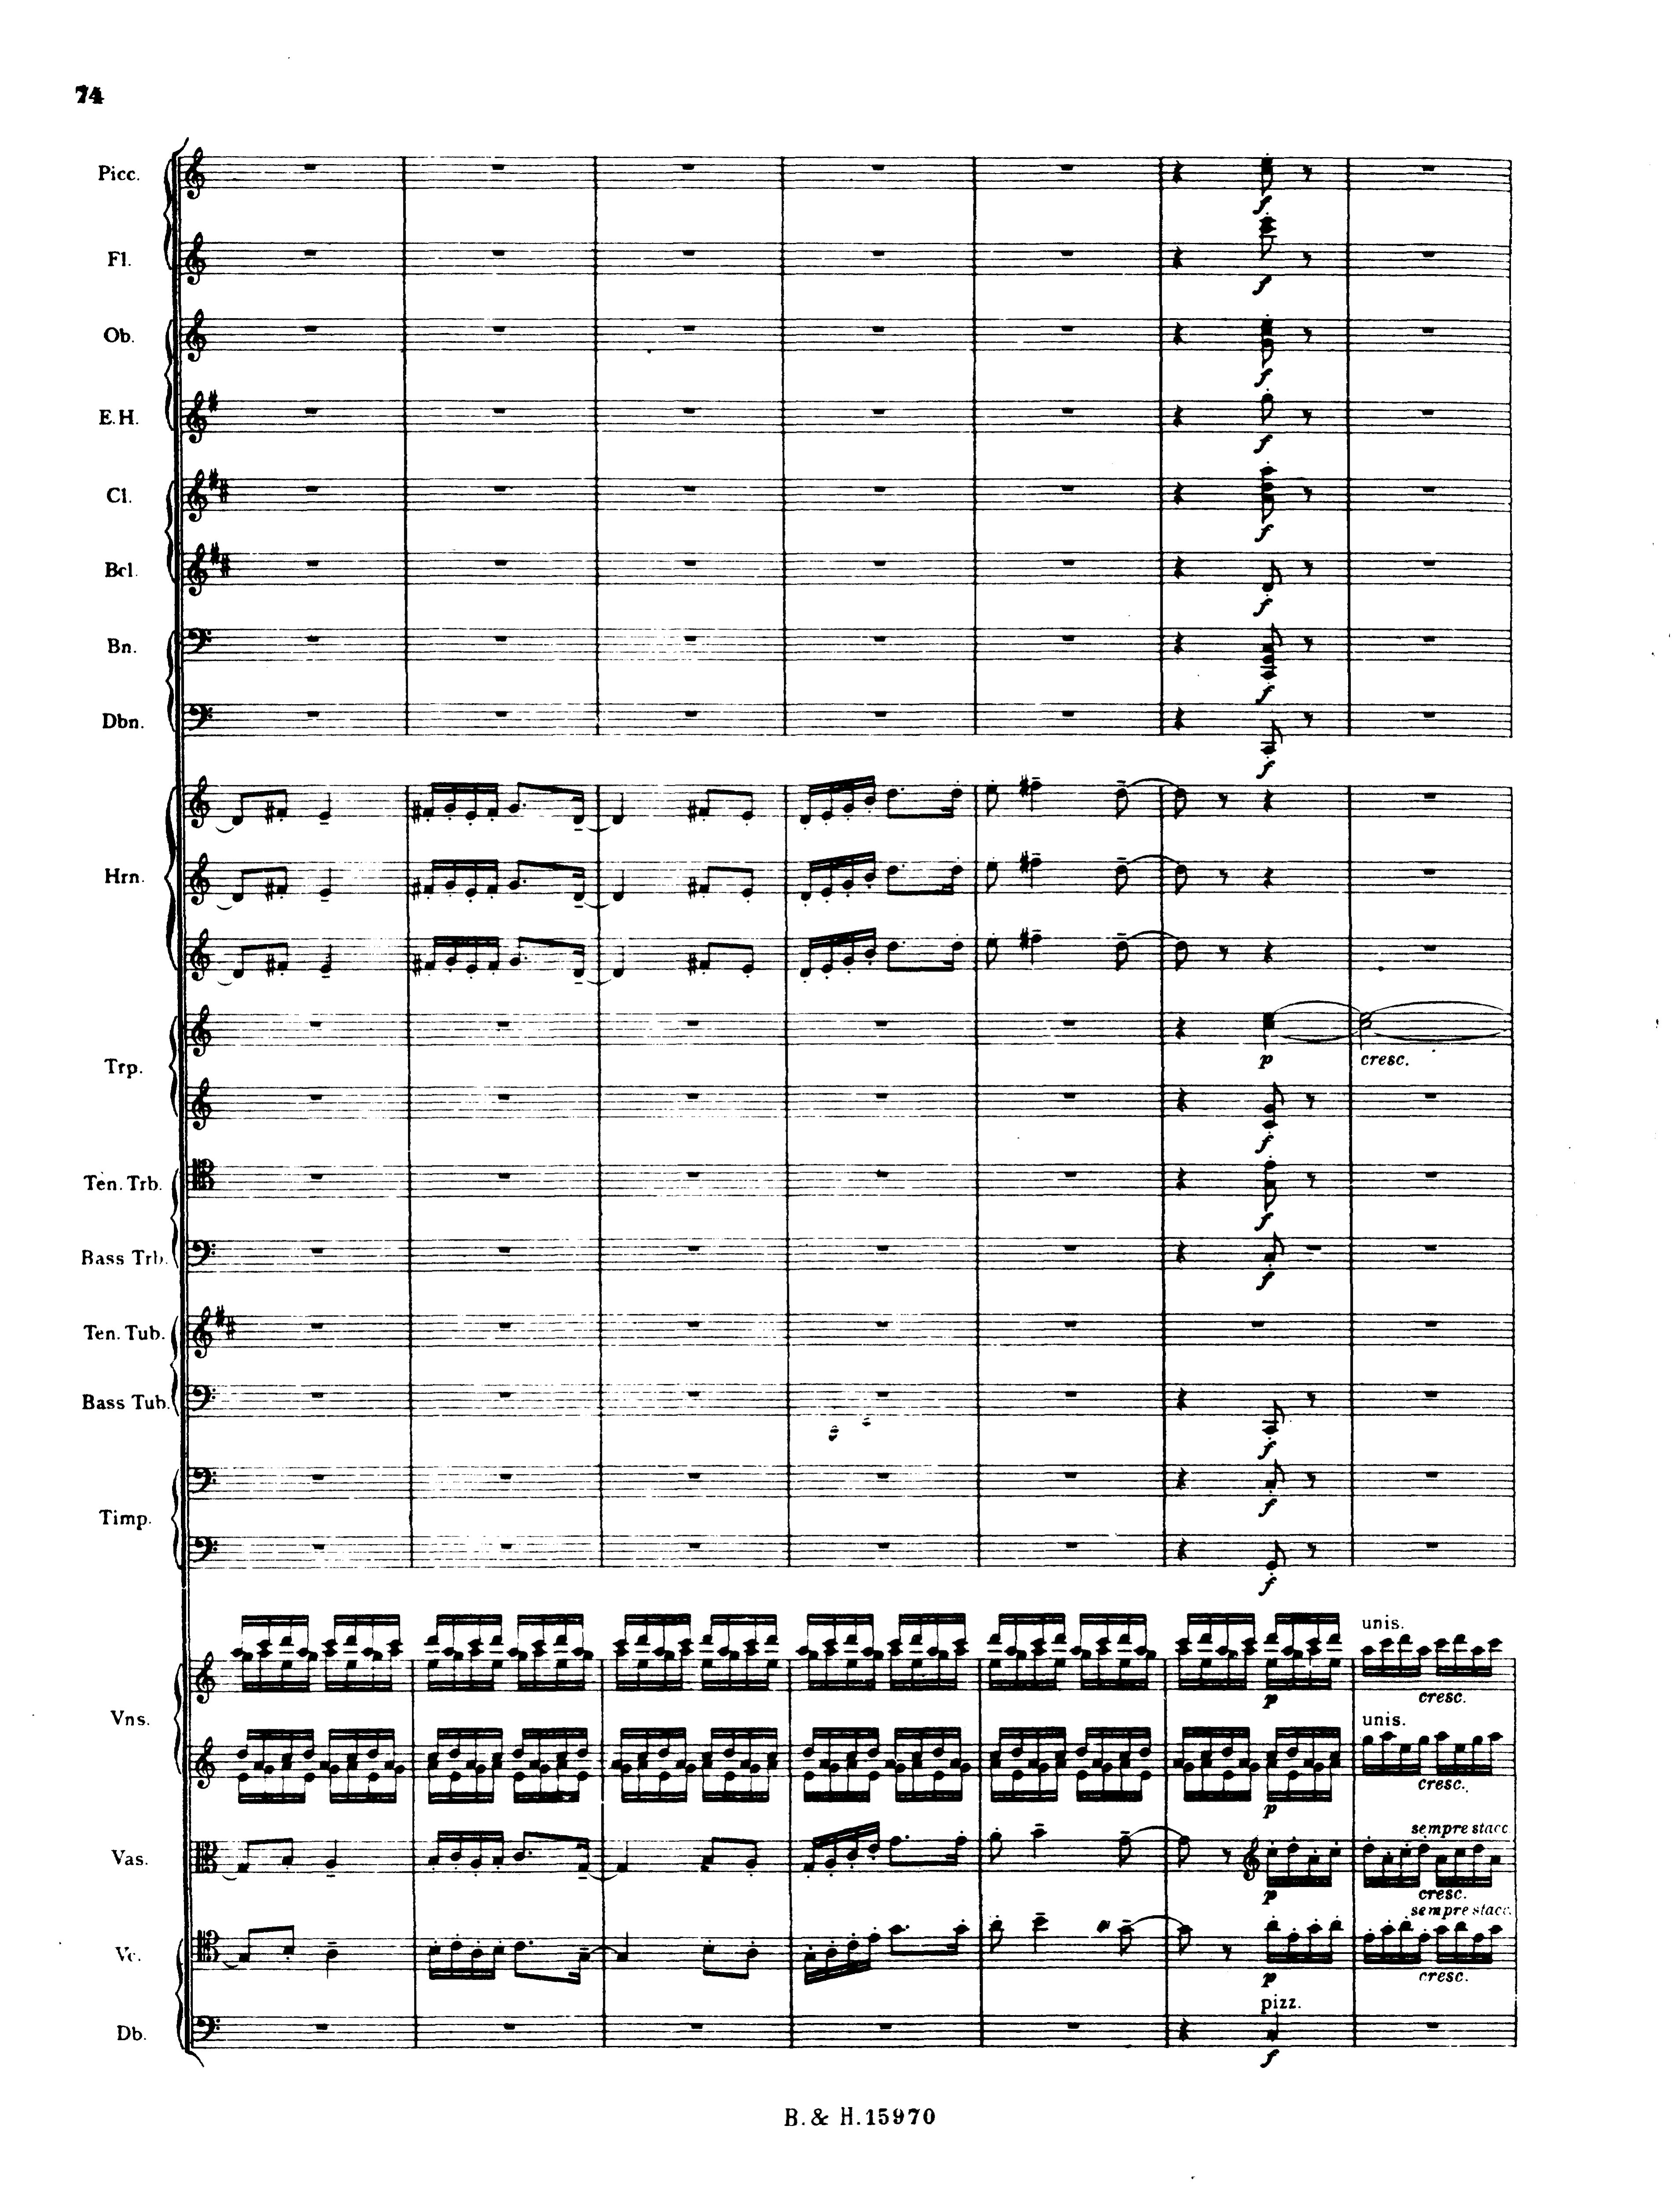 74
Picc.
f
Fl.
f
Ob.
f
E. H.
f
Cl.
f
Bcl.
f
Bn.
f
Dbn.
f
Hrn.
Trp.
p cresc.
f
Ten. Trb.
f
Bass Trb.
f
Ten. Tub.
Bass Tub.
f
Timp.
f
f
unis.
p cresc.
Vns.
unis.
p cresc.
sempre stacc.
Vas.
p cresc.
sempre stacc.
Vc.
p cresc.
pizz.
Db.
f
B. & H. 15970